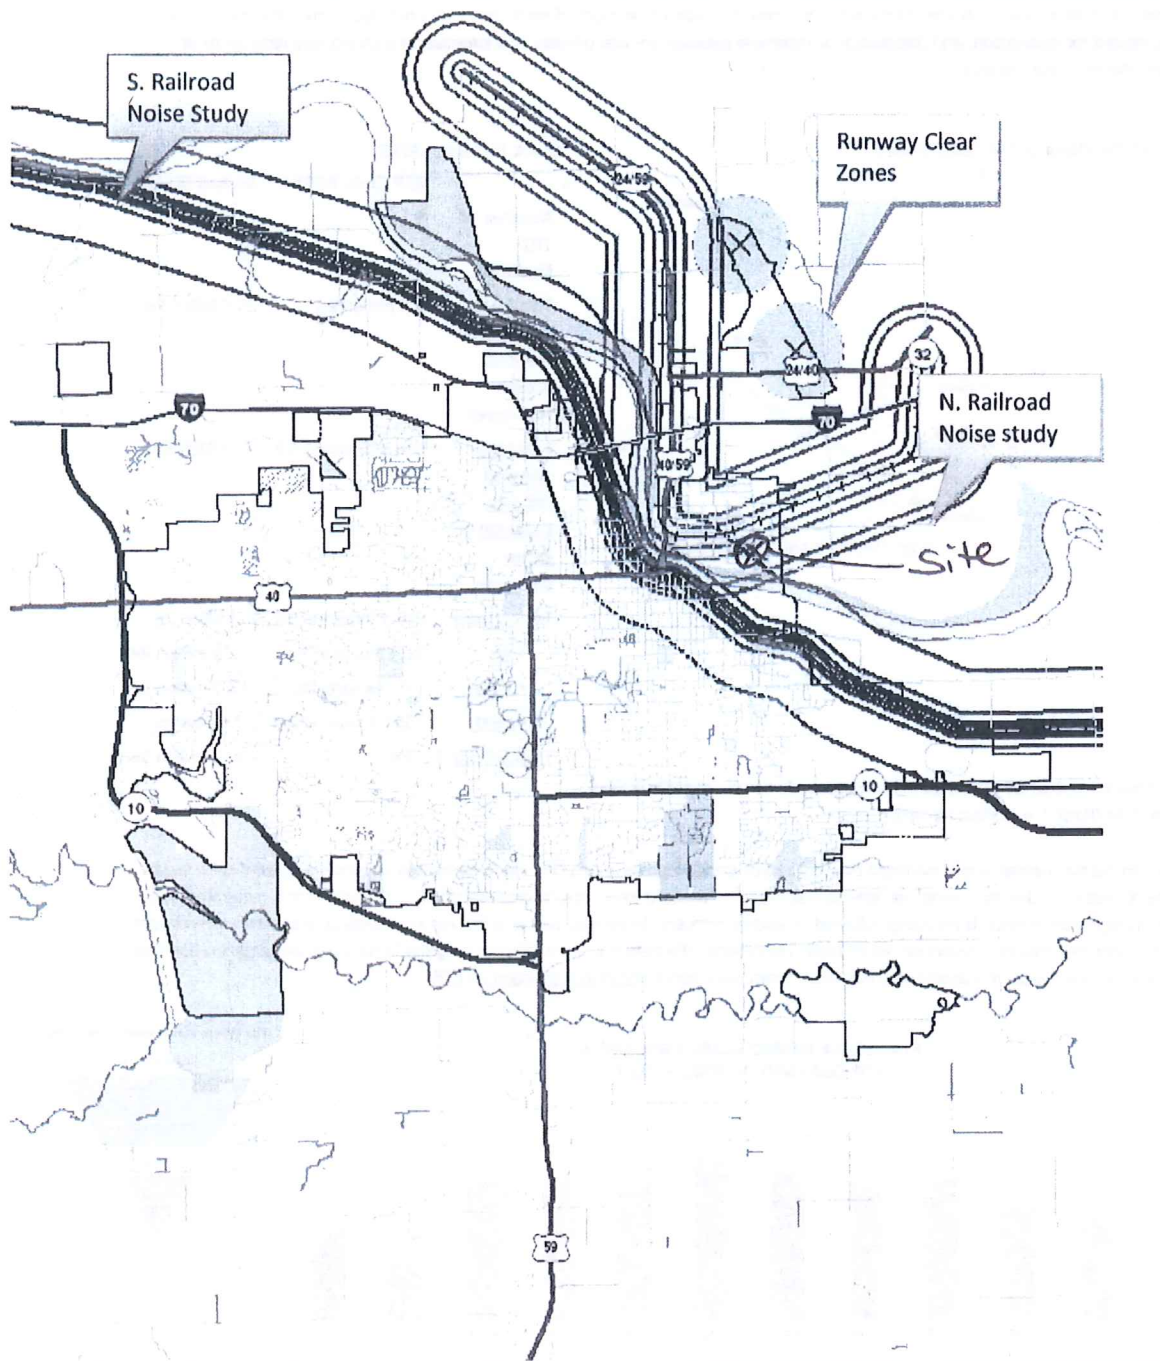 S. Railroad
Noise Study
Runway Clear
Zones
24/59
24/40
32
N. Railroad
Noise study
70
70
40/59
Site
40
10
10
59